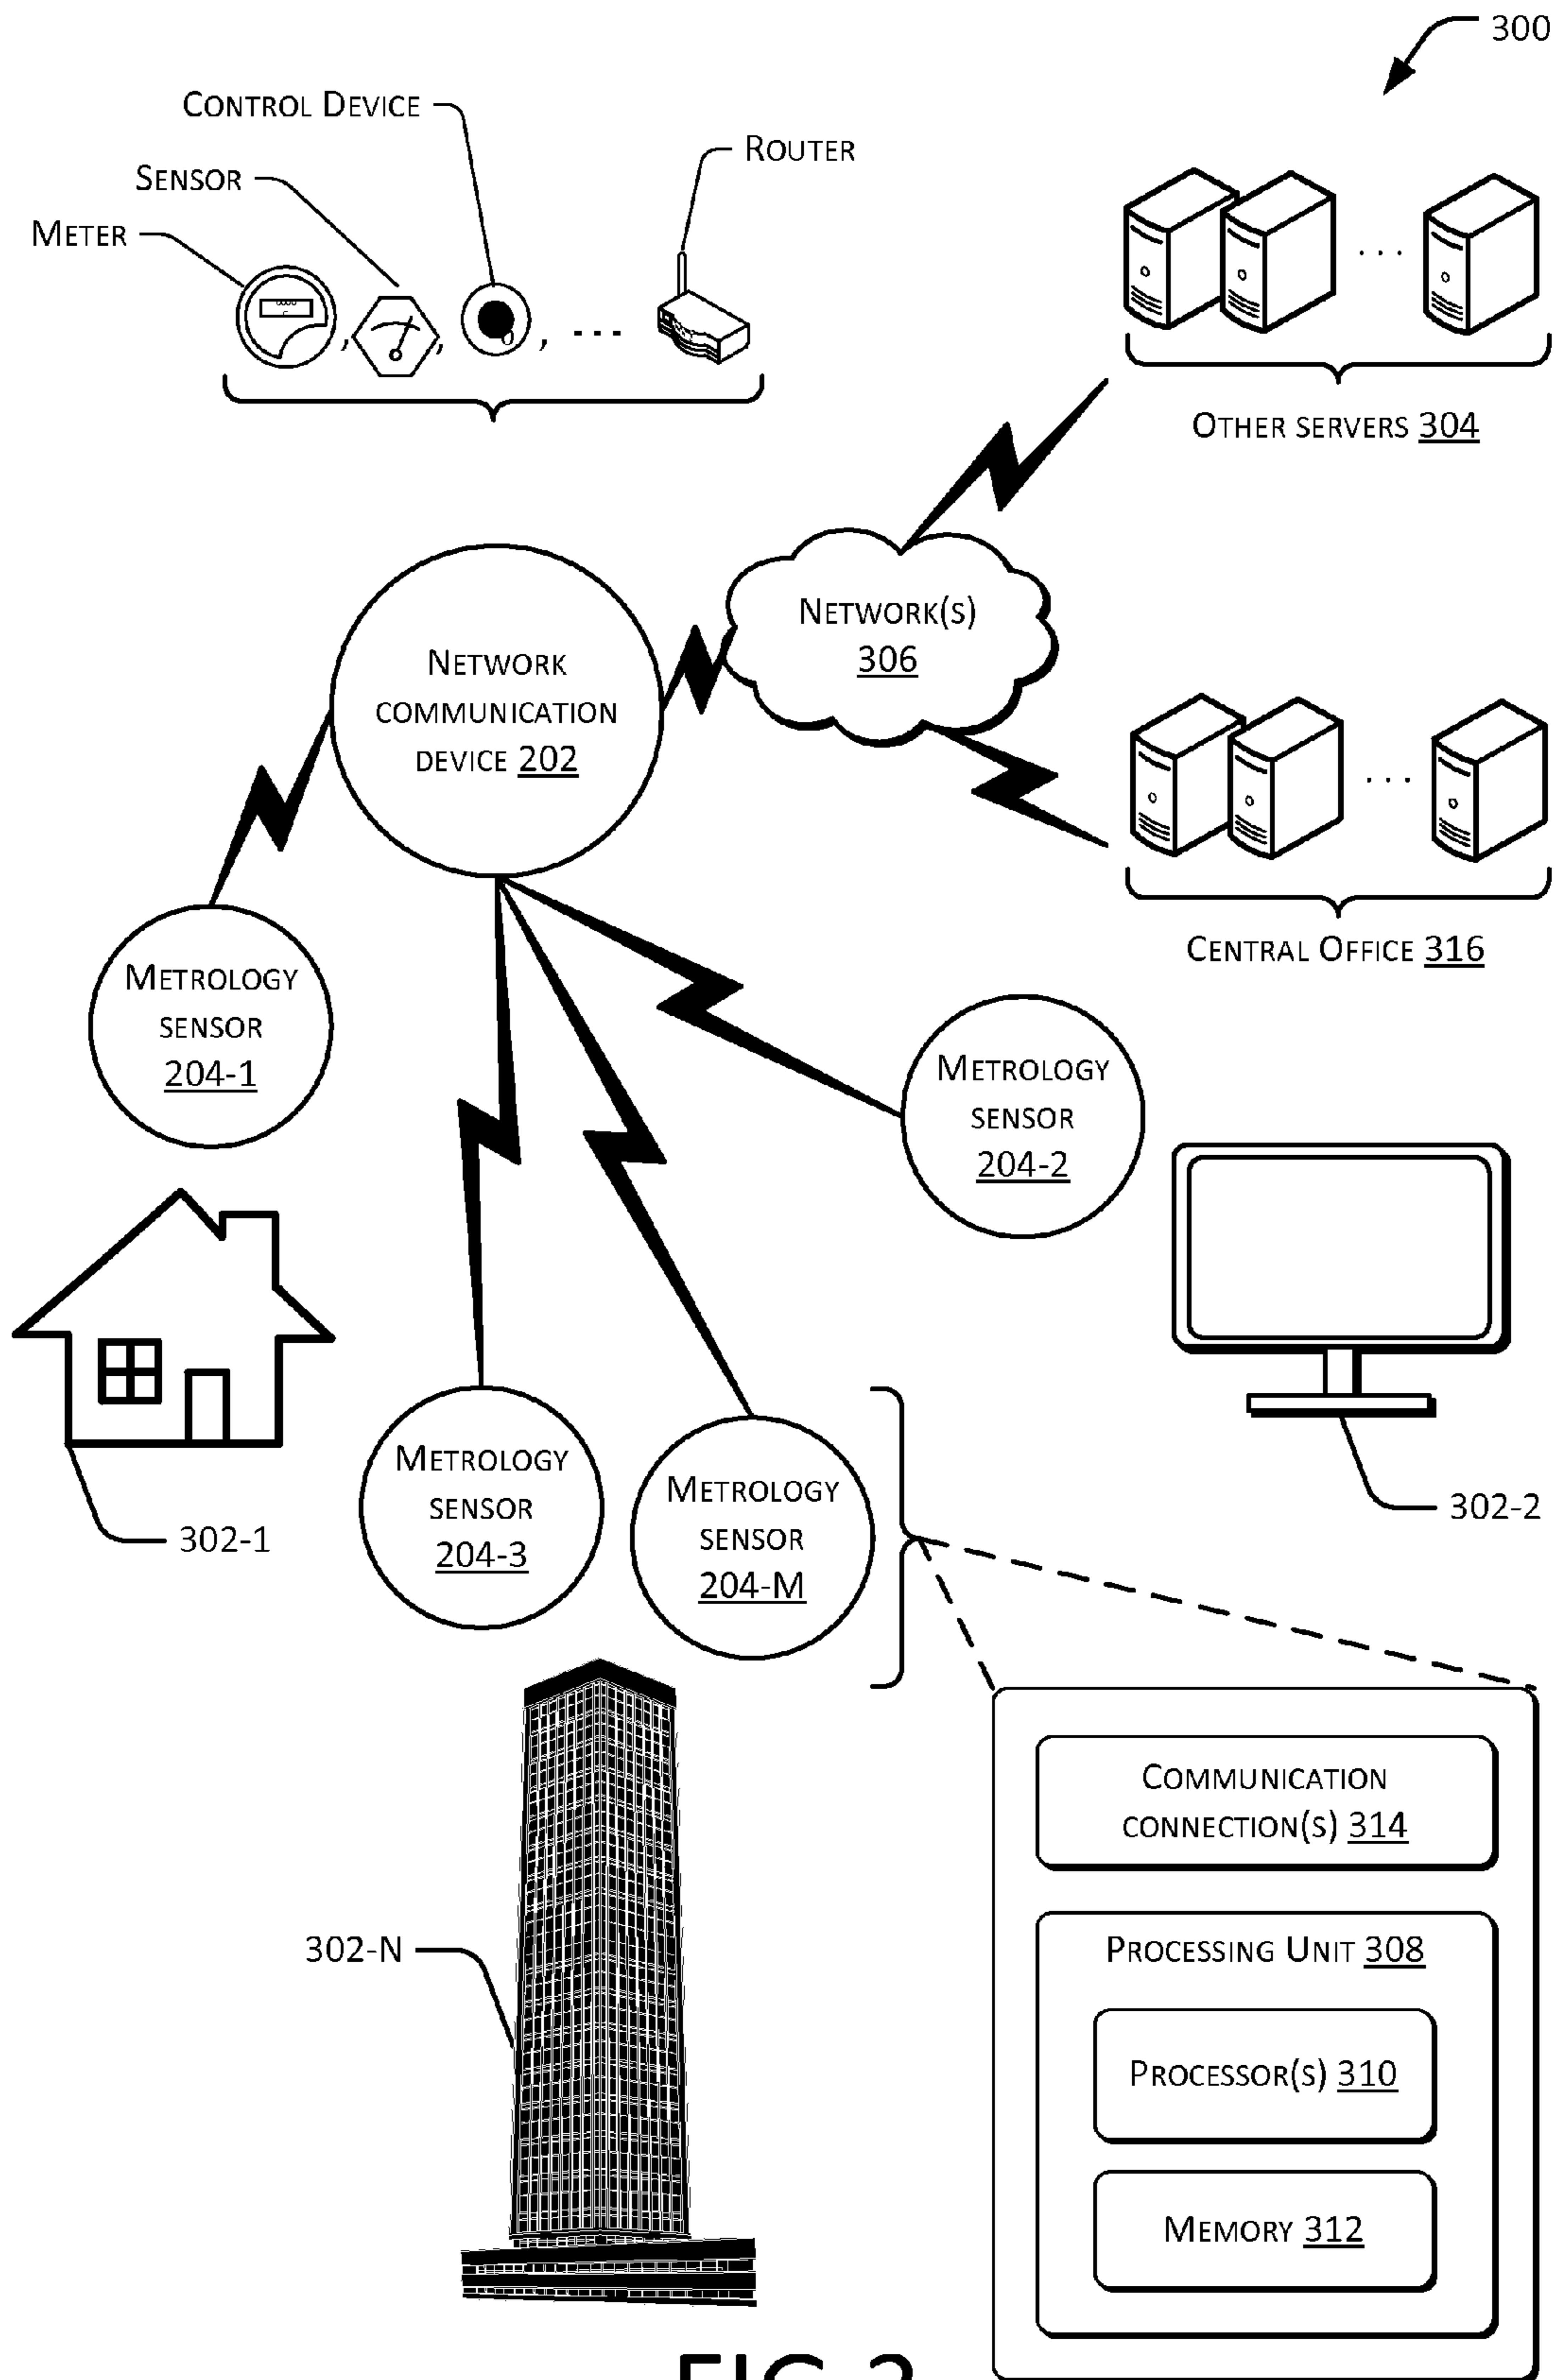 300
CONTROL DEVICE
ROUTER
SENSOR
METER
OTHER SERVERS 304
NETWORK(S)
306
NETWORK
COMMUNICATION
DEVICE 202
CENTRAL OFFICE 316
METROLOGY
SENSOR
204-1
METROLOGY
SENSOR
204-2
302-1
METROLOGY
SENSOR
204-3
METROLOGY
SENSOR
204-M
302-2
COMMUNICATION
CONNECTION(S) 314
302-N
PROCESSING UNIT 308
PROCESSOR(S) 310
MEMORY 312